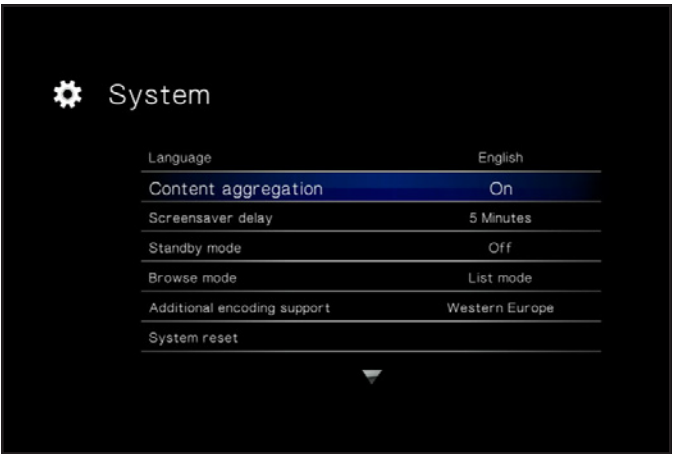 System
Language English
Content aggregation On
Screensaver delay 5 Minutes
Standby mode Off
Browse mode List mode
Additional encoding support Western Europe
System reset